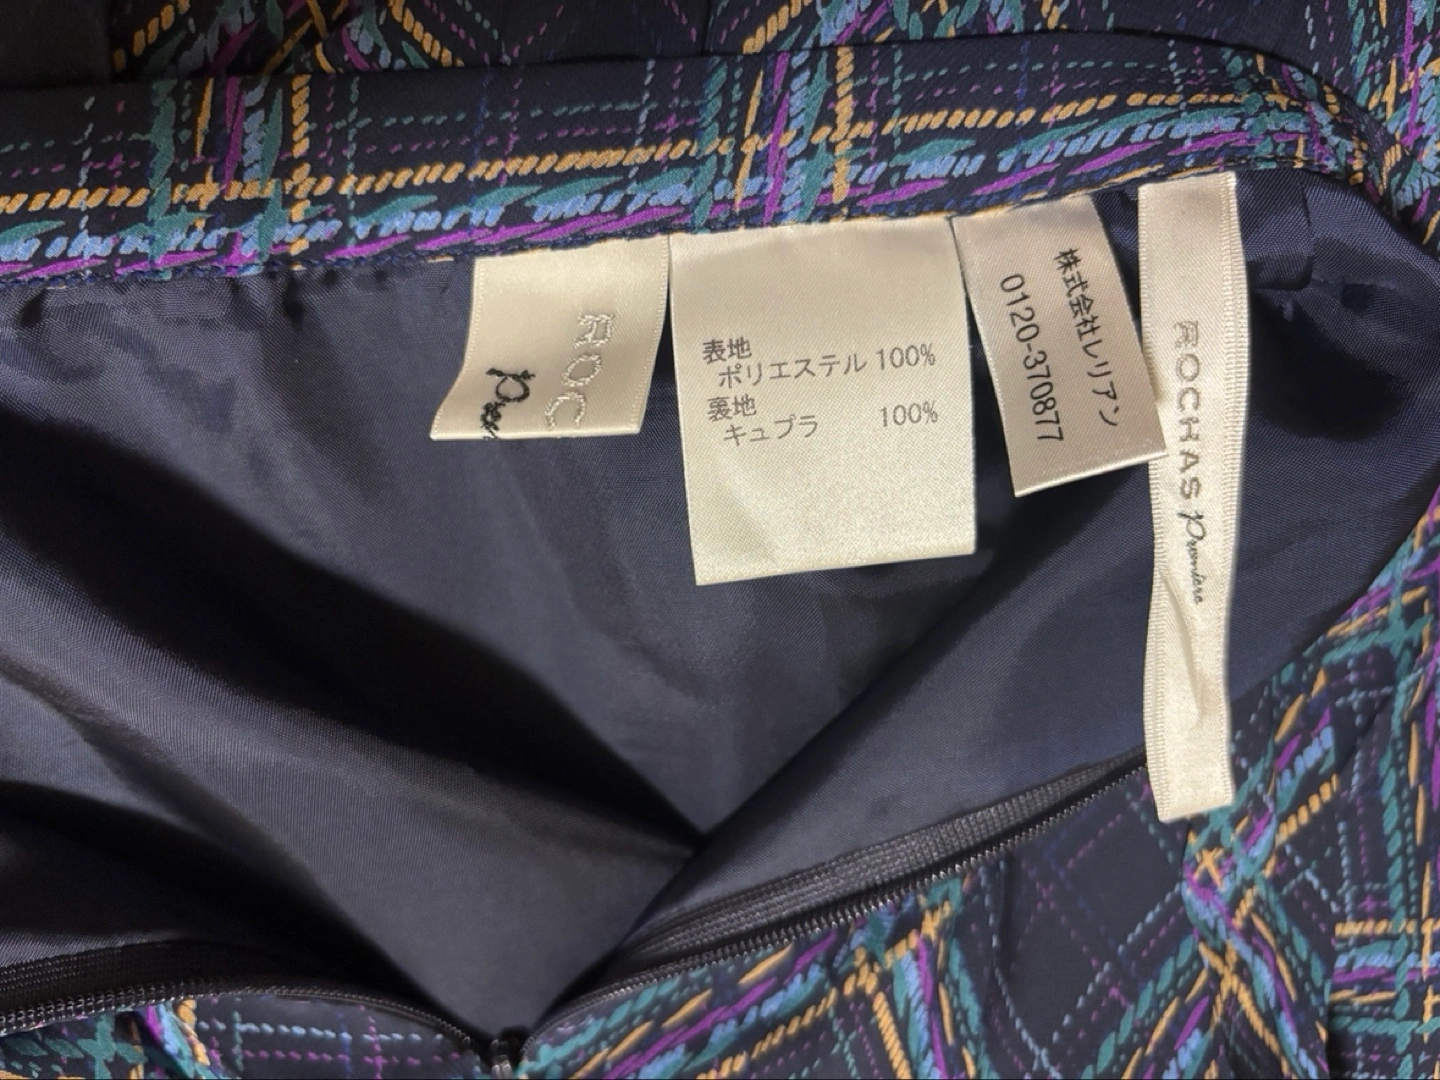 ROC
表地
ポリエステル 100%
裏地
キュプラ 100%
株式会社レリアン
0120-370877
ROCHAS Premiere